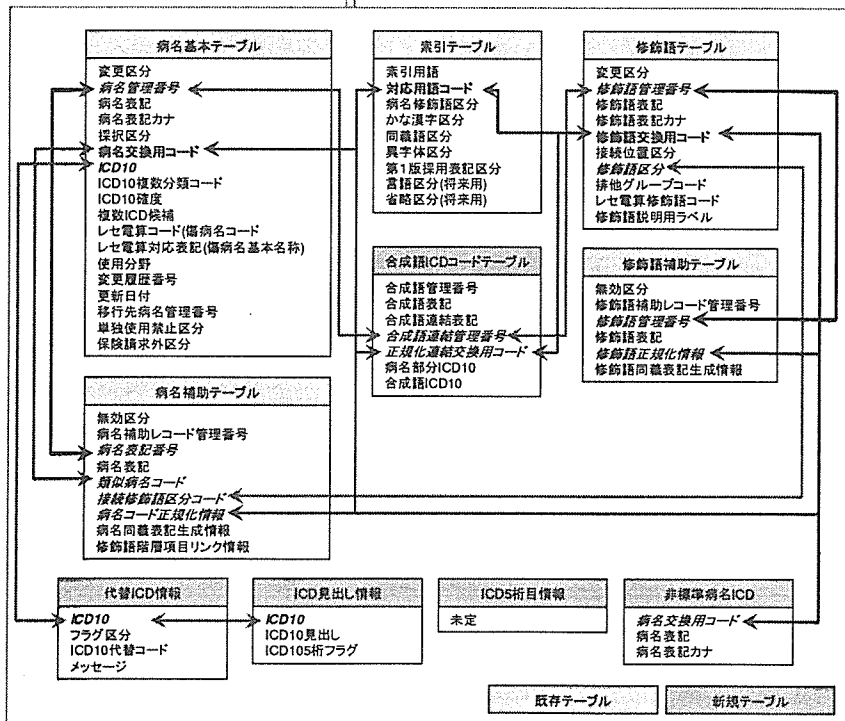 病名基本テーブル
変更区分
病名管理番号
病名表記
病名表記カナ
採択区分
病名交換用コード
ICD10
ICD10複数分類コード
ICD10確度
複数ICD候補
レセ電算コード(傷病名コード)
レセ電算対応表記(傷病名基本名称)
使用分野
変更履歴番号
更新日付
移行先病名管理番号
単独使用禁止区分
保険請求外区分
索引テーブル
索引用語
対応用語コード
病名修飾語区分
かな漢字区分
同義語区分
異字体区分
第1版採用表記区分
言語区分(将来用)
省略区分(将来用)
修飾語テーブル
変更区分
修飾語管理番号
修飾語表記
修飾語表記カナ
修飾語交換用コード
接続位置区分
修飾語区分
排他グループコード
レセ電算修飾語コード
修飾語説明用ラベル
合成語ICDコードテーブル
合成語管理番号
合成語表記
合成語連結表記
合成語連結管理番号
正規化連結交換用コード
病名部分ICD10
合成語ICD10
修飾語補助テーブル
無効区分
修飾語補助レコード管理番号
修飾語管理番号
修飾語表記
修飾語正規化情報
修飾語同義表記生成情報
病名補助テーブル
無効区分
病名補助レコード管理番号
病名表記番号
病名表記
類似病名コード
接続修飾語区分コード
病名コード正規化情報
病名同義表記生成情報
修飾語階層項目リンク情報
代替ICD情報
ICD10
フラグ区分
ICD10代替コード
メッセージ
ICD見出し情報
ICD10
ICD10見出し
ICD105桁フラグ
ICD5桁目情報
未定
非標準病名ICD
病名交換用コード
病名表記
病名表記カナ
既存テーブル
新規テーブル